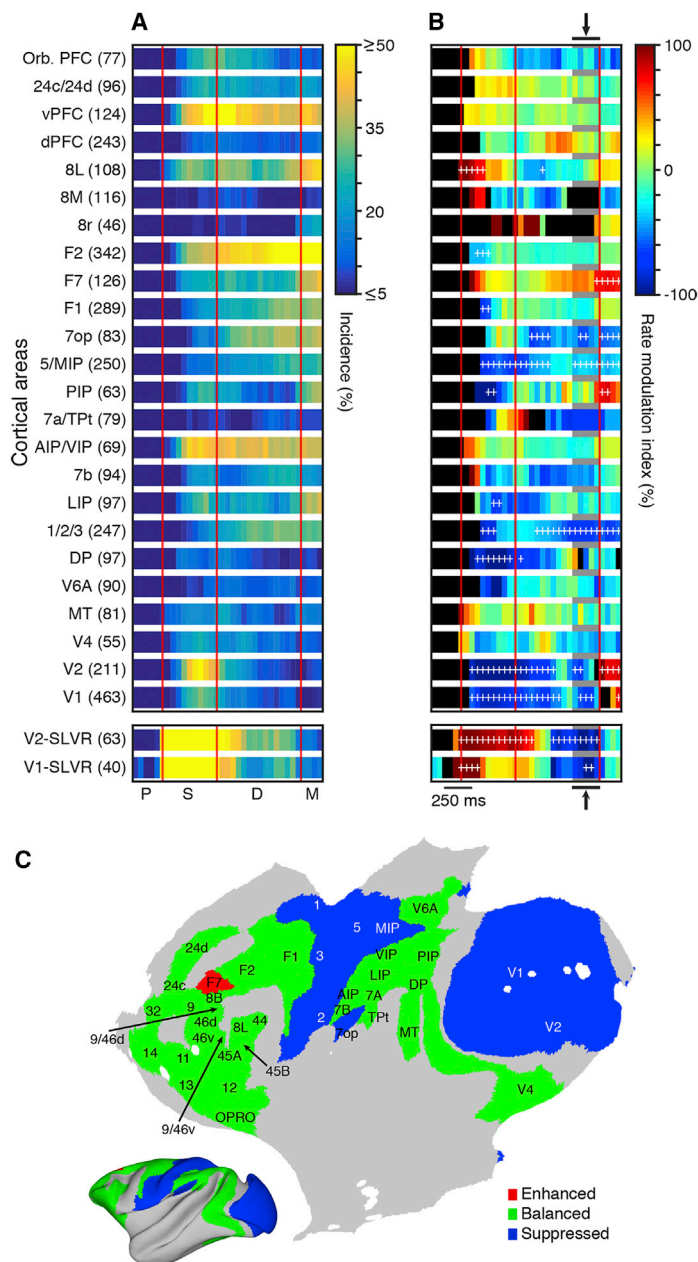 A
B
Orb. PFC (77)
24c/24d (96)
vPFC (124)
dPFC (243)
8L (108)
8M (116)
8r (46)
F2 (342)
F7 (126)
F1 (289)
7op (83)
5/MIP (250)
PIP (63)
7a/TPt (79)
AIP/VIP (69)
7b (94)
LIP (97)
1/2/3 (247)
DP (97)
V6A (90)
MT (81)
V4 (55)
V2 (211)
V1 (463)
V2-SLVR (63)
V1-SLVR (40)
Cortical areas
P S D M
≥50
35
20
≤5
Incidence (%)
100
0
-100
Rate modulation index (%)
250 ms
C
1
V6A
5
MIP
24d
F1
3
VIP
PIP
F2
V1
24c
F7
LIP
DP
8B
AIP
7A
32
9
7B
2
TPt
9/46d
46d
8L
44
7op
MT
V2
46v
14
11
45A
45B
13
12
V4
9/46v
OPRO
Enhanced
Balanced
Suppressed